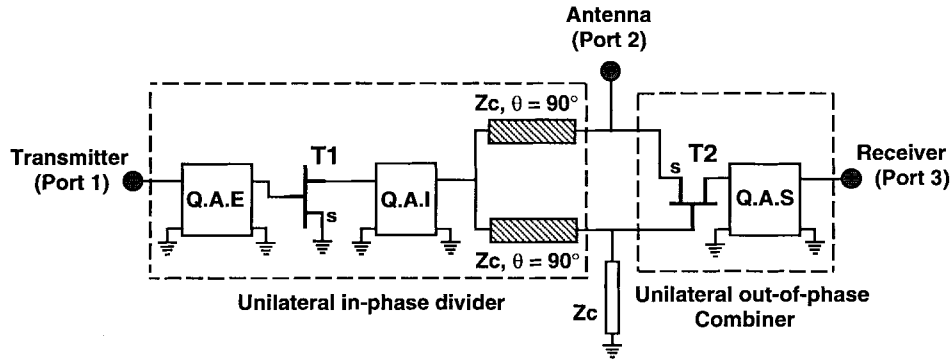 Antenna
(Port 2)
Zc, θ = 90°
Transmitter
(Port 1)
T1
T2
Receiver
(Port 3)
s
Q.A.E
Q.A.I
Q.A.S
s
Zc, θ = 90°
Unilateral in-phase divider
Zc
Unilateral out-of-phase
Combiner